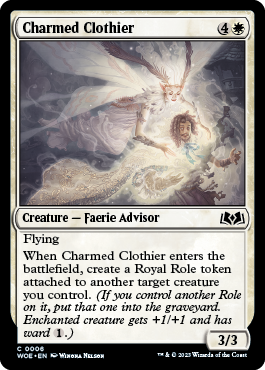 Charmed Clothier 4
Creature — Faerie Advisor
Flying
When Charmed Clothier enters the
battlefield, create a Royal Role token
attached to another target creature
you control. (If you control another Role
on it, put that one into the graveyard.
Enchanted creature gets +1/+1 and has
ward 1.)
3/3
C 0006
WOE • EN Winona Nelson
™ & © 2023 Wizards of the Coast